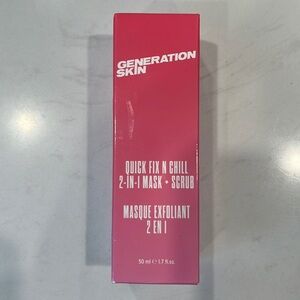 GENERATION
SKIN
QUICK FIX N CHILL
2-IN-1 MASK + SCRUB
MASQUE EXFOLIANT
2 EN 1
50 ml ℮ 1.7 fl.oz.